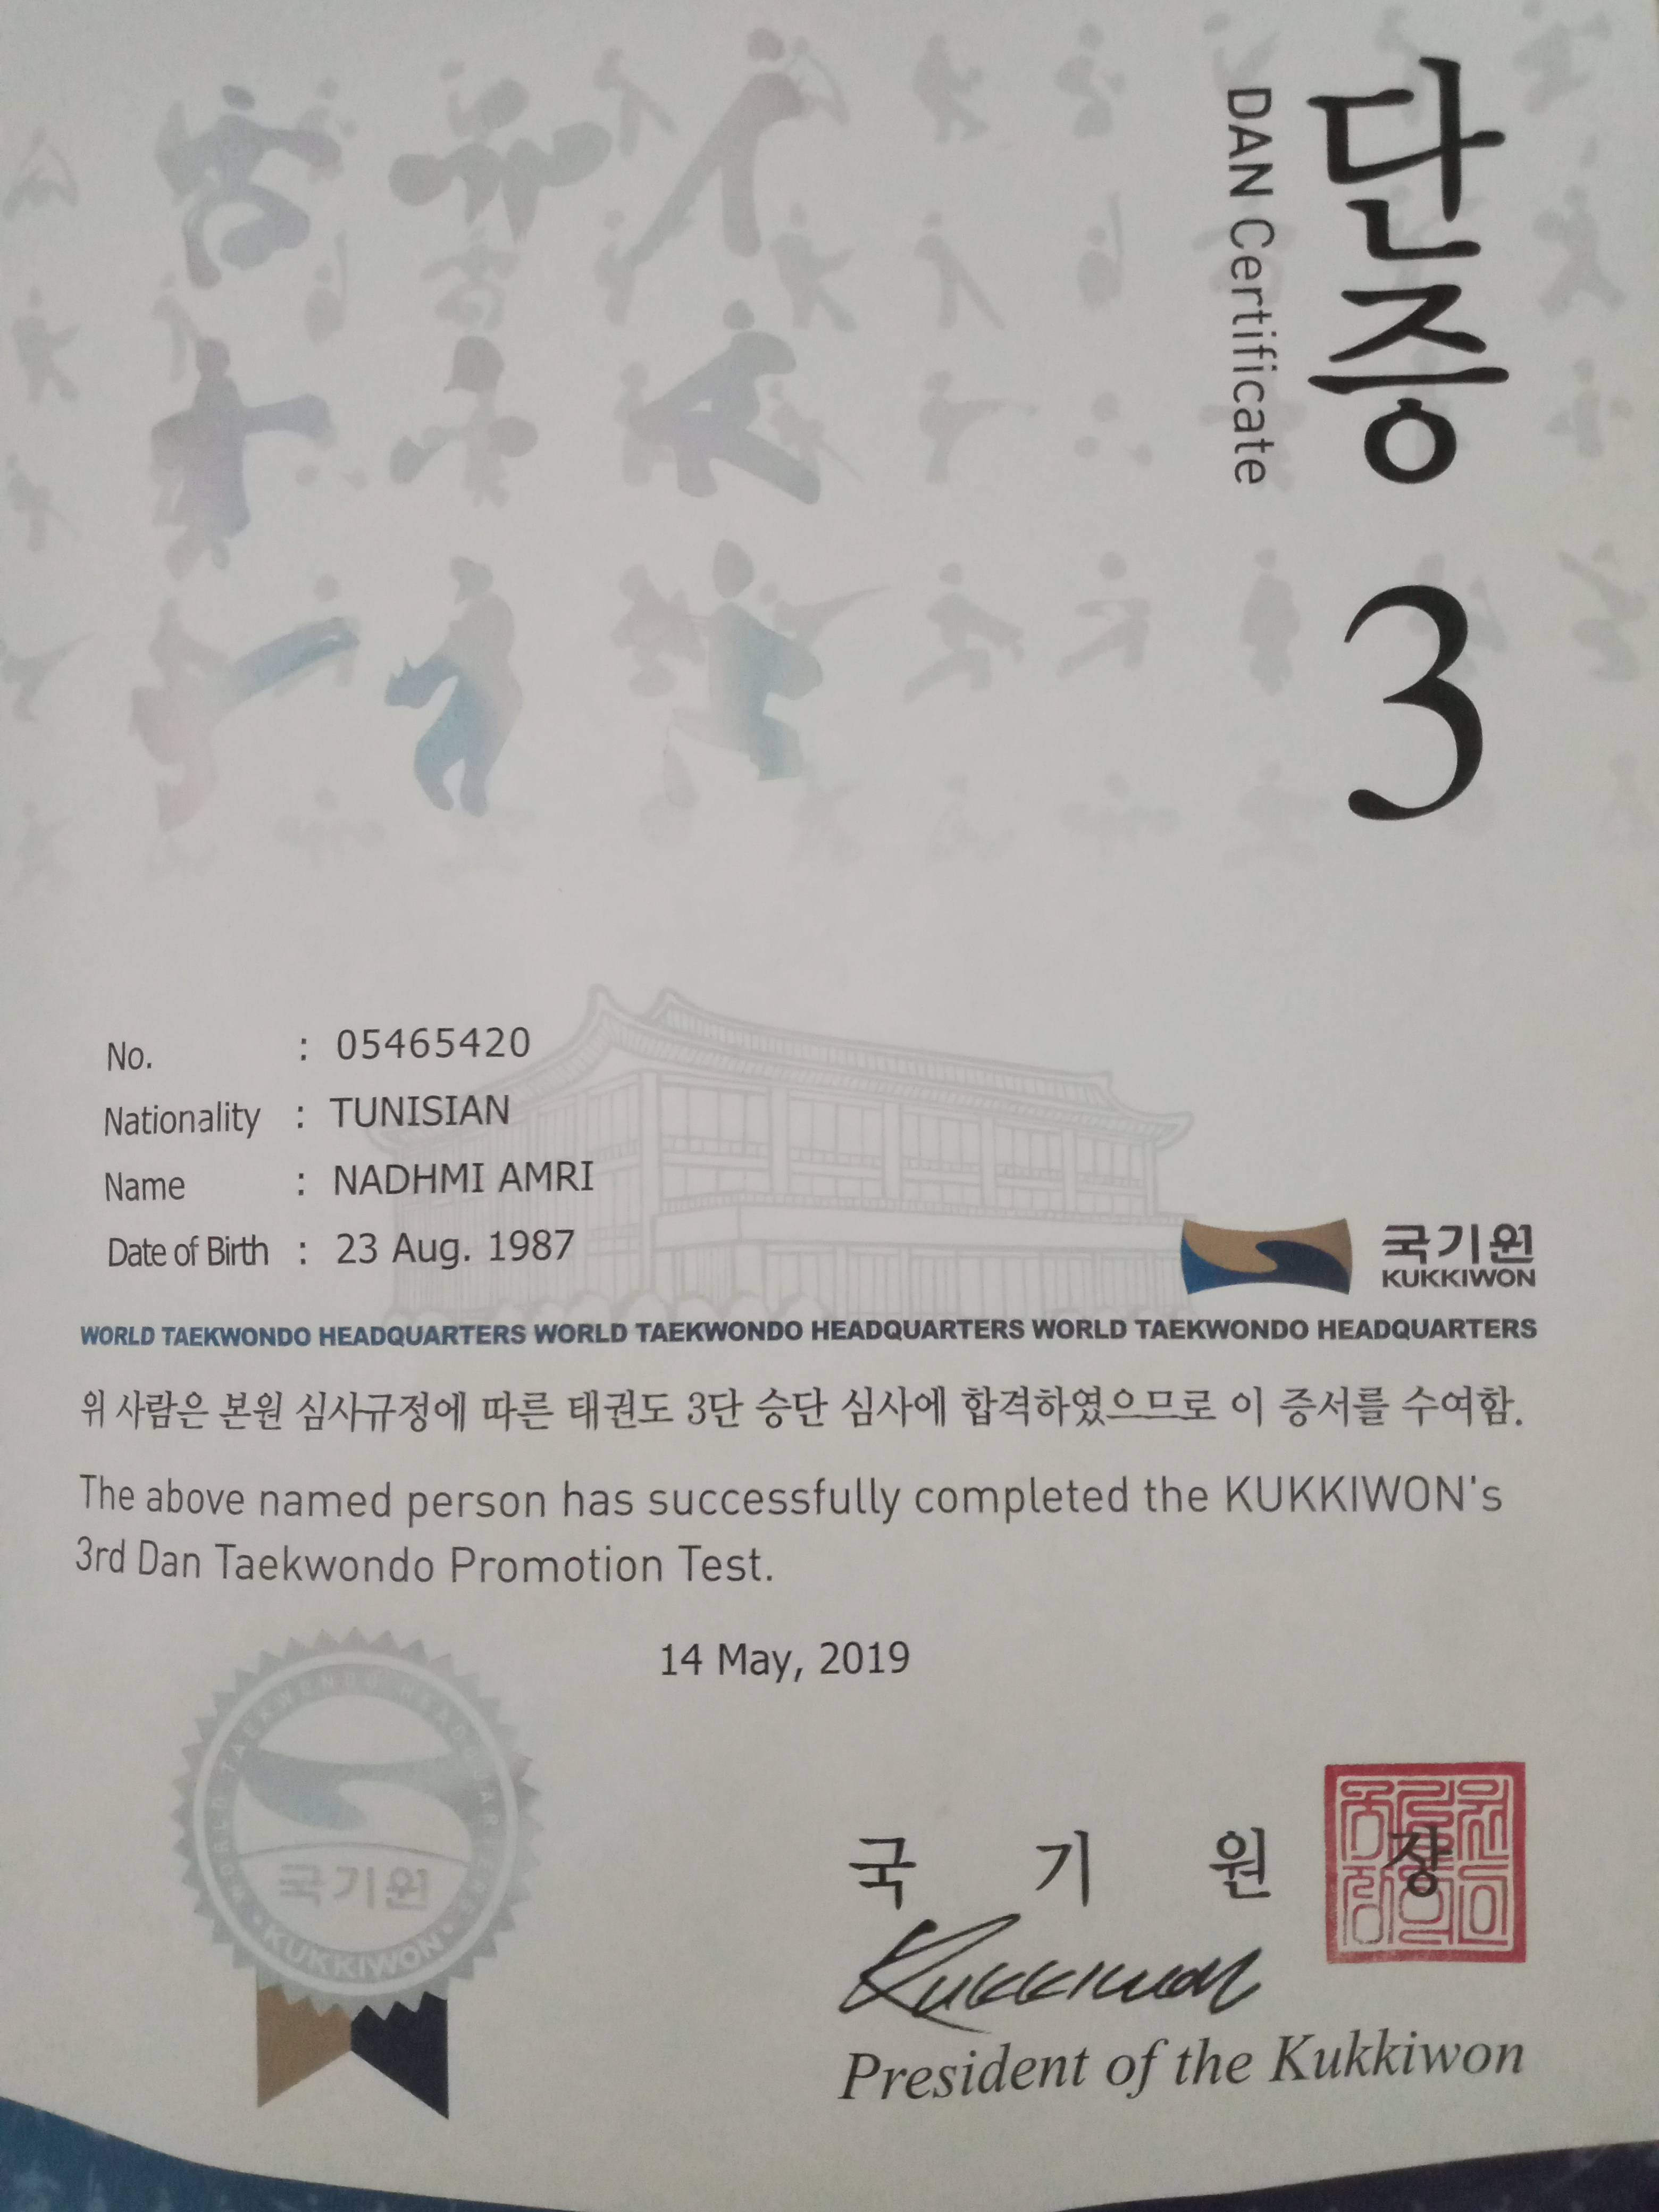 단증 3
DAN Certificate
No. : 05465420
Nationality : TUNISIAN
Name : NADHMI AMRI
Date of Birth : 23 Aug. 1987
국기원
KUKKIWON
WORLD TAEKWONDO HEADQUARTERS WORLD TAEKWONDO HEADQUARTERS WORLD TAEKWONDO HEADQUARTERS
위 사람은 본원 심사규정에 따른 태권도 3단 승단 심사에 합격하였으므로 이 증서를 수여함.
The above named person has successfully completed the KUKKIWON's
3rd Dan Taekwondo Promotion Test.
14 May, 2019
WORLD TAEKWONDO HEADQUARTERS
국기원
KUKKIWON
국 기 원 장
Kukkiwon
President of the Kukkiwon